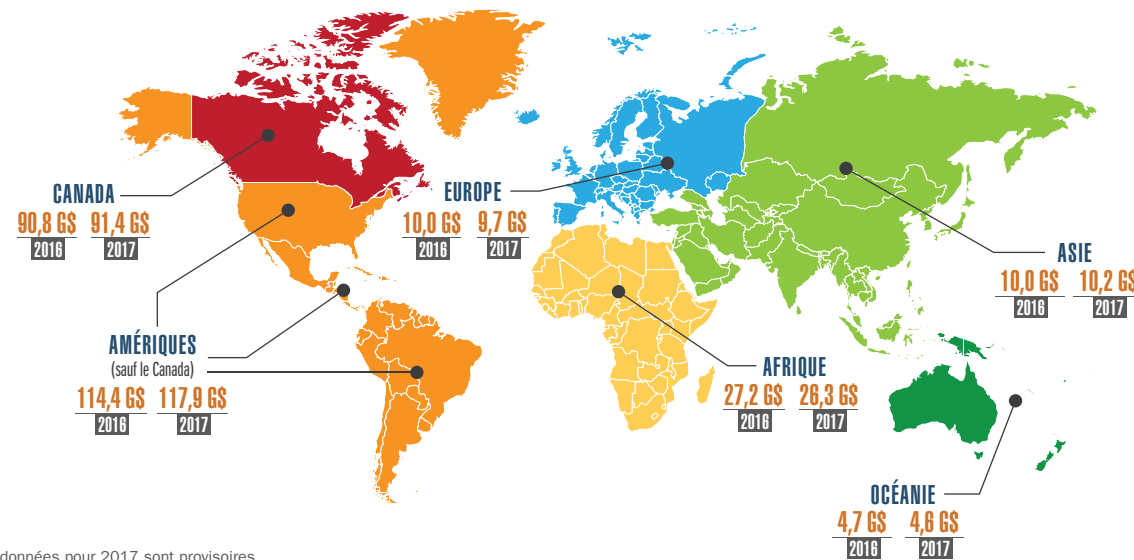 CANADA
90,8 G$ 91,4 G$
2016 2017
EUROPE
10,0 G$ 9,7 G$
2016 2017
ASIE
10,0 G$ 10,2 G$
2016 2017
AMÉRIQUES
(sauf le Canada)
114,4 G$ 117,9 G$
2016 2017
AFRIQUE
27,2 G$ 26,3 G$
2016 2017
OCÉANIE
4,7 G$ 4,6 G$
2016 2017
données pour 2017 sont provisoires